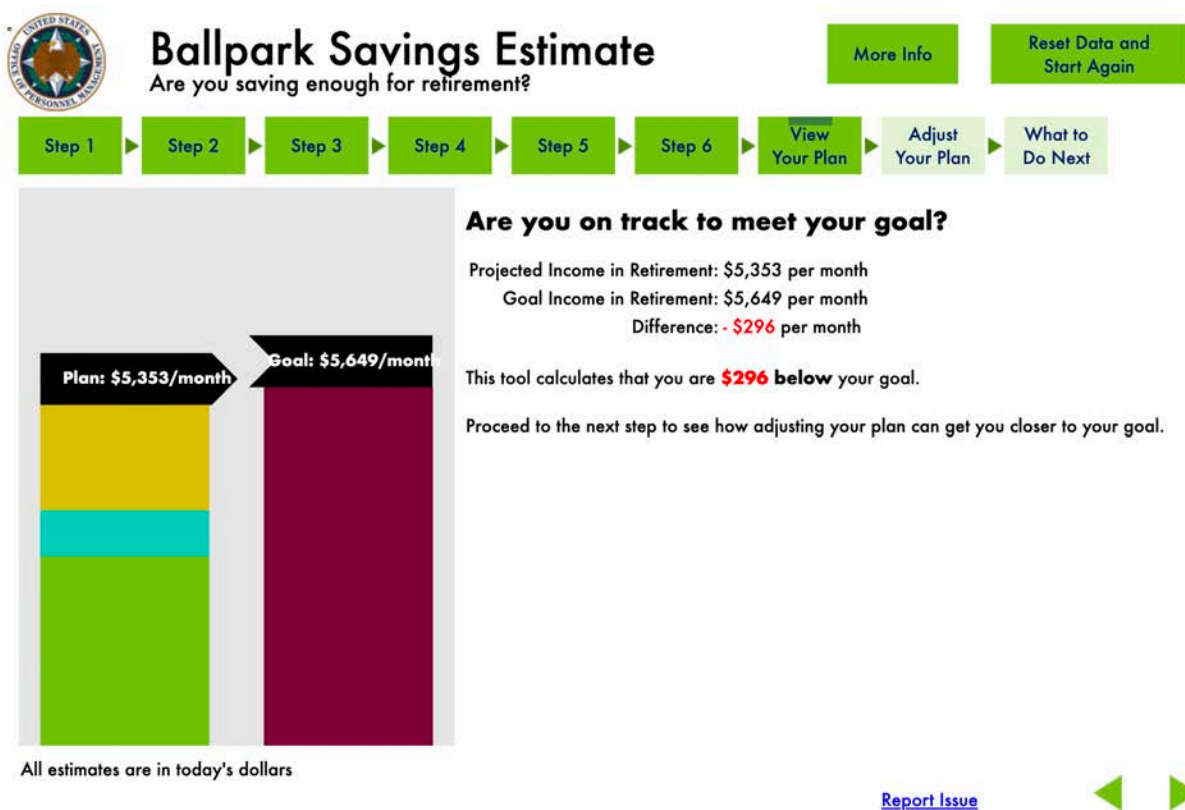 UNITED STATES
OFFICE OF PERSONNEL MANAGEMENT
Ballpark Savings Estimate
Are you saving enough for retirement?
More Info
Reset Data and
Start Again
Step 1
Step 2
Step 3
Step 4
Step 5
Step 6
View
Your Plan
Adjust
Your Plan
What to
Do Next
Are you on track to meet your goal?
Projected Income in Retirement: $5,353 per month
Goal Income in Retirement: $5,649 per month
Difference: - $296 per month
This tool calculates that you are $296 below your goal.
Proceed to the next step to see how adjusting your plan can get you closer to your goal.
Plan: $5,353/month
Goal: $5,649/month
All estimates are in today's dollars
Report Issue